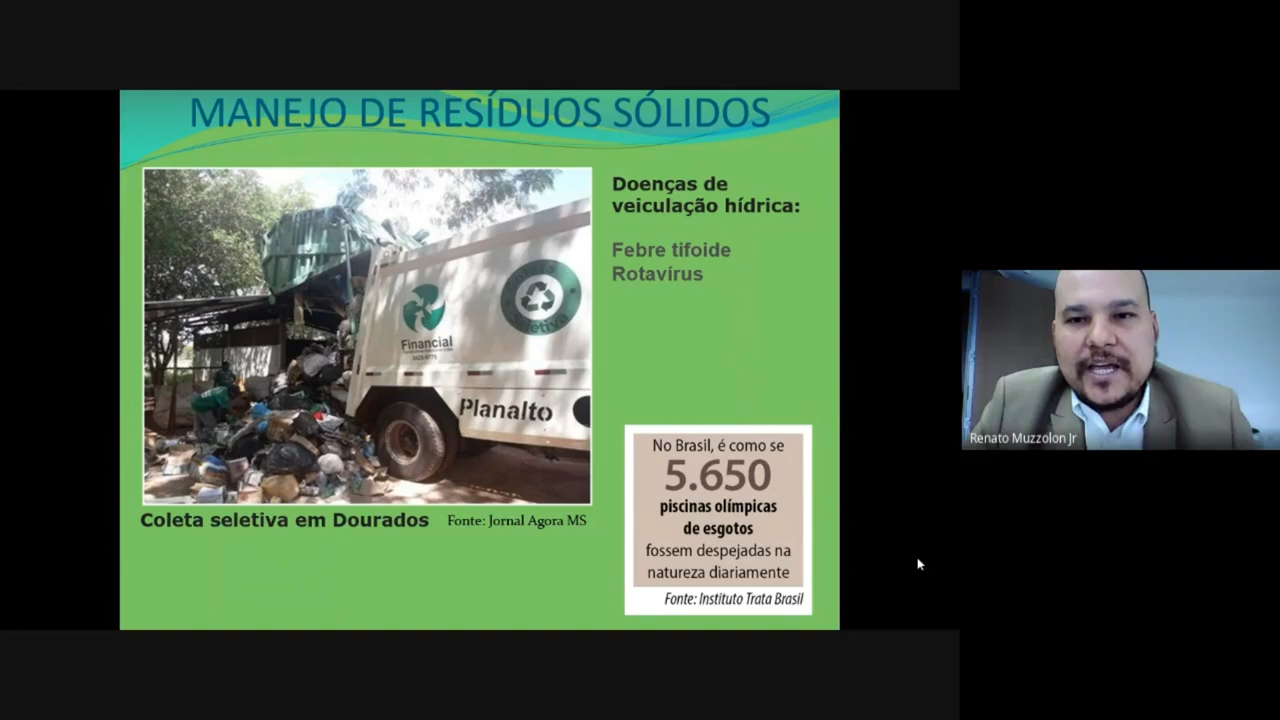 MANEJO DE RESÍDUOS SÓLIDOS
Doenças de
veiculação hídrica:
Febre tifoide
Rotavírus
Financial
Planalto
Coleta seletiva em Dourados
Fonte: Jornal Agora MS
No Brasil, é como se
5.650
piscinas olímpicas
de esgotos
fossem despejadas na
natureza diariamente
Fonte: Instituto Trata Brasil
Renato Muzzolon Jr